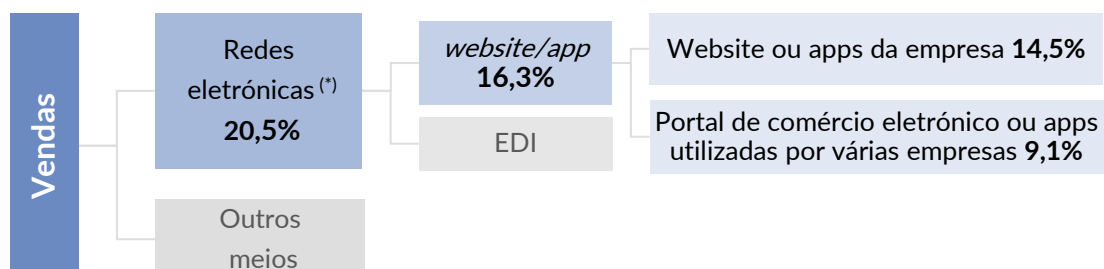 Vendas
Redes
eletrónicas (*)
20,5%
website/app
16,3%
EDI
Website ou apps da empresa 14,5%
Portal de comércio eletrónico ou apps
utilizadas por várias empresas 9,1%
Outros
meios